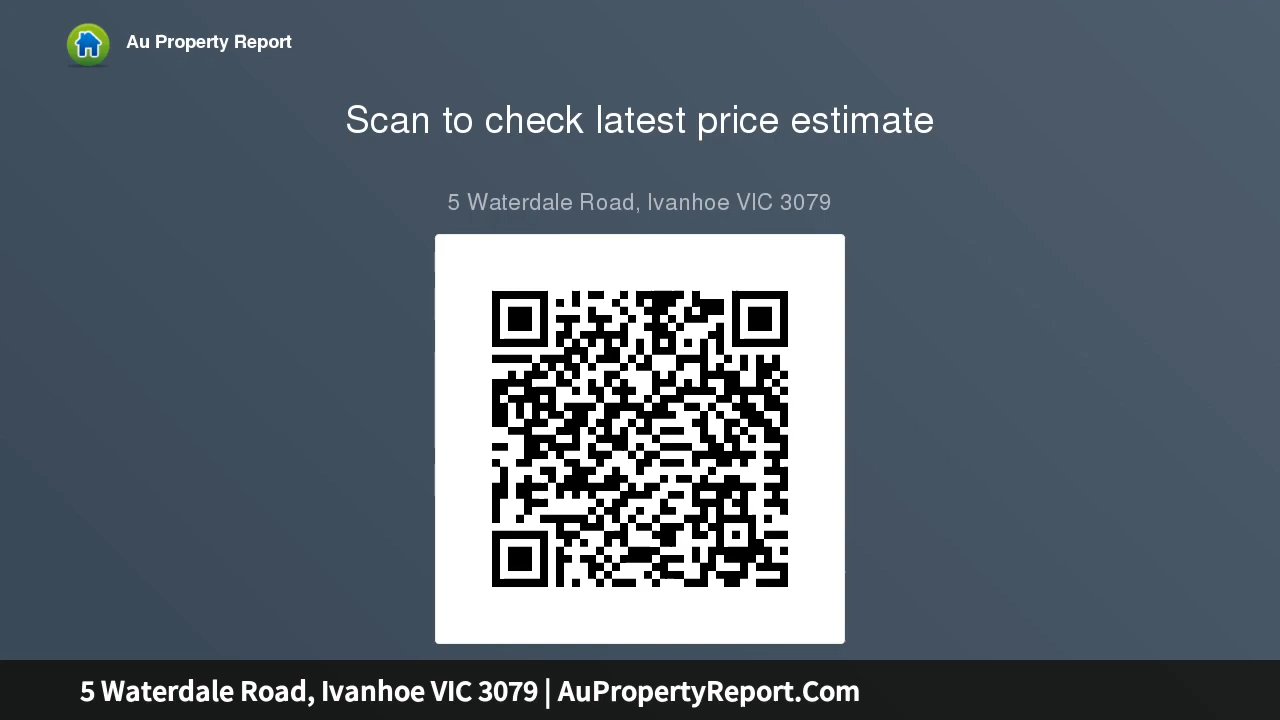 Au Property Report
Scan to check latest price estimate
5 Waterdale Road, Ivanhoe VIC 3079
5 Waterdale Road, Ivanhoe VIC 3079 | AuPropertyReport.Com